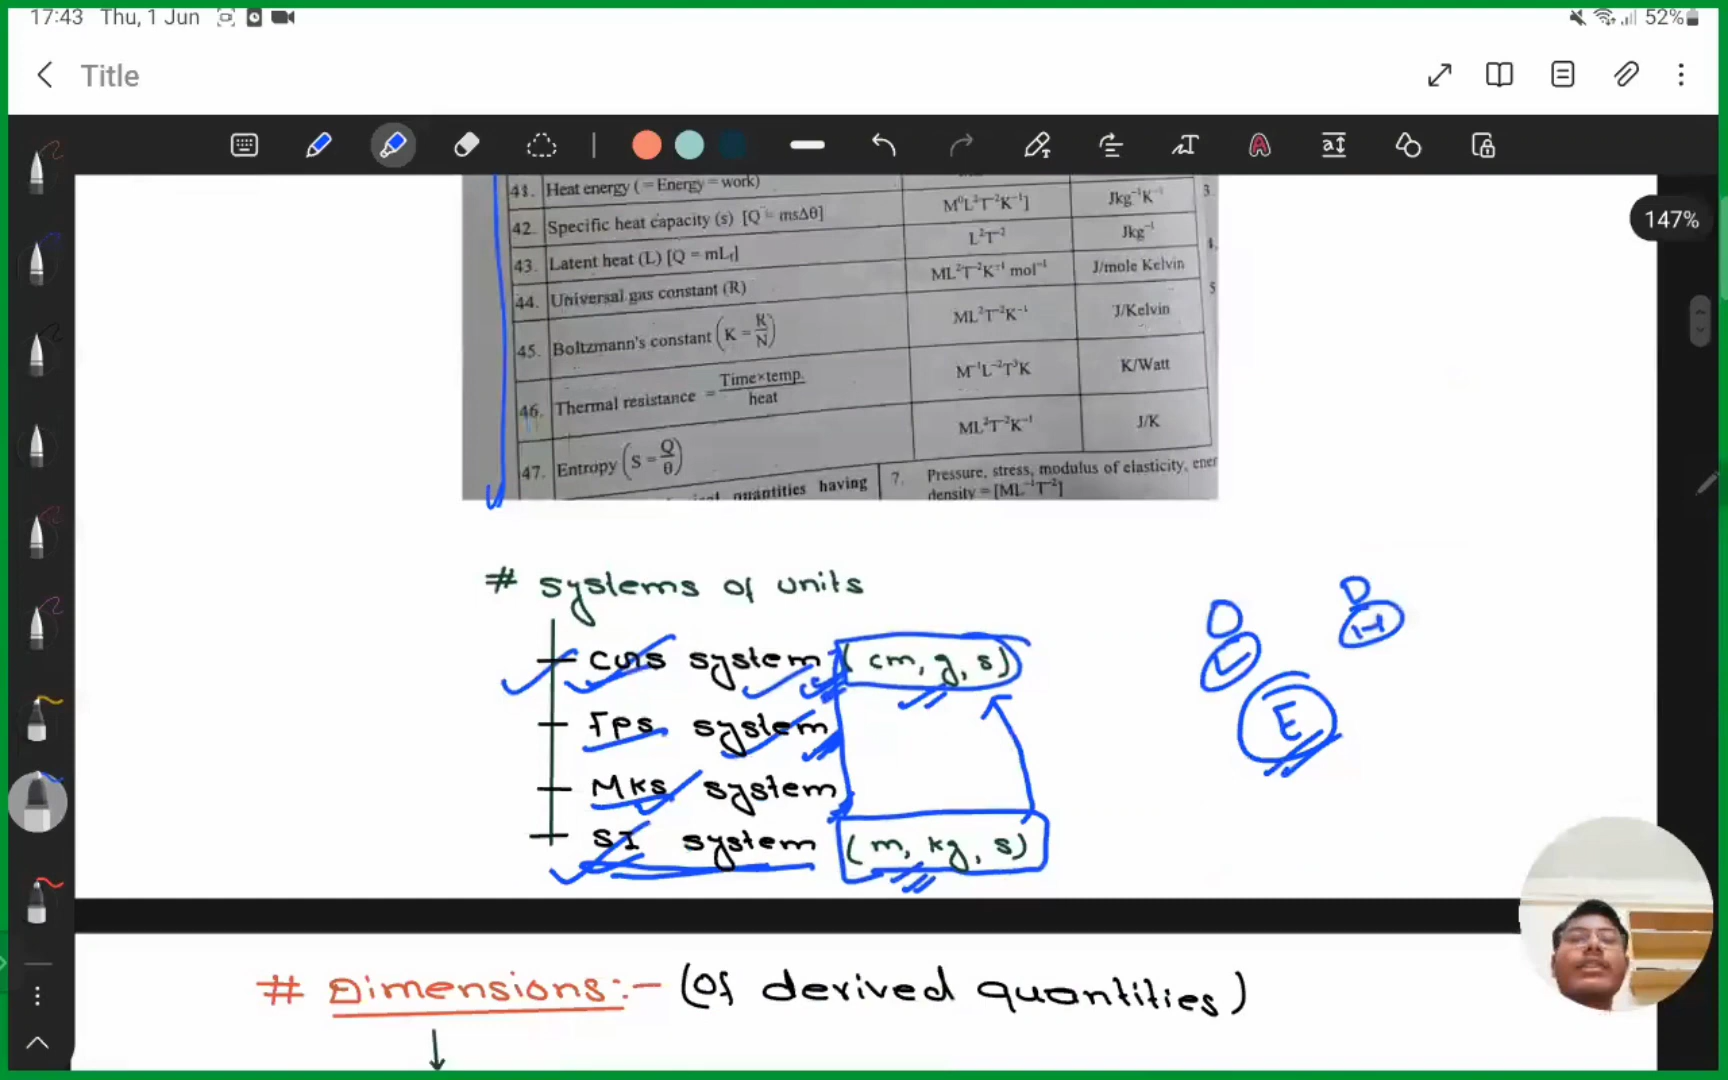 17:43 Thu, 1 Jun
52%
Title
147%
41. Heat energy (= Energy = work)
42. Specific heat capacity (s) [Q = msΔθ] M⁰L²T⁻²K⁻¹] Jkg⁻¹K⁻¹ 3.
43. Latent heat (L) [Q = mLf] L²T⁻² Jkg⁻¹ 4.
44. Universal gas constant (R) ML²T⁻²K⁻¹ mol⁻¹ J/mole Kelvin 5
45. Boltzmann's constant (K = R/N) ML²T⁻²K⁻¹ J/Kelvin
46. Thermal resistance = Time×temp./heat M⁻¹L⁻²T³K K/Watt
47. Entropy (S = Q/θ) ML²T⁻²K⁻¹ J/K
quantities having 7. Pressure, stress, modulus of elasticity, ener
density = [ML⁻¹T⁻²]
# systems of units
CGS system (cm, g, s)
fps system
Mks system
SI system (m, kg, s)
D
L
D
H
E
# Dimensions:- (Of derived quantities)